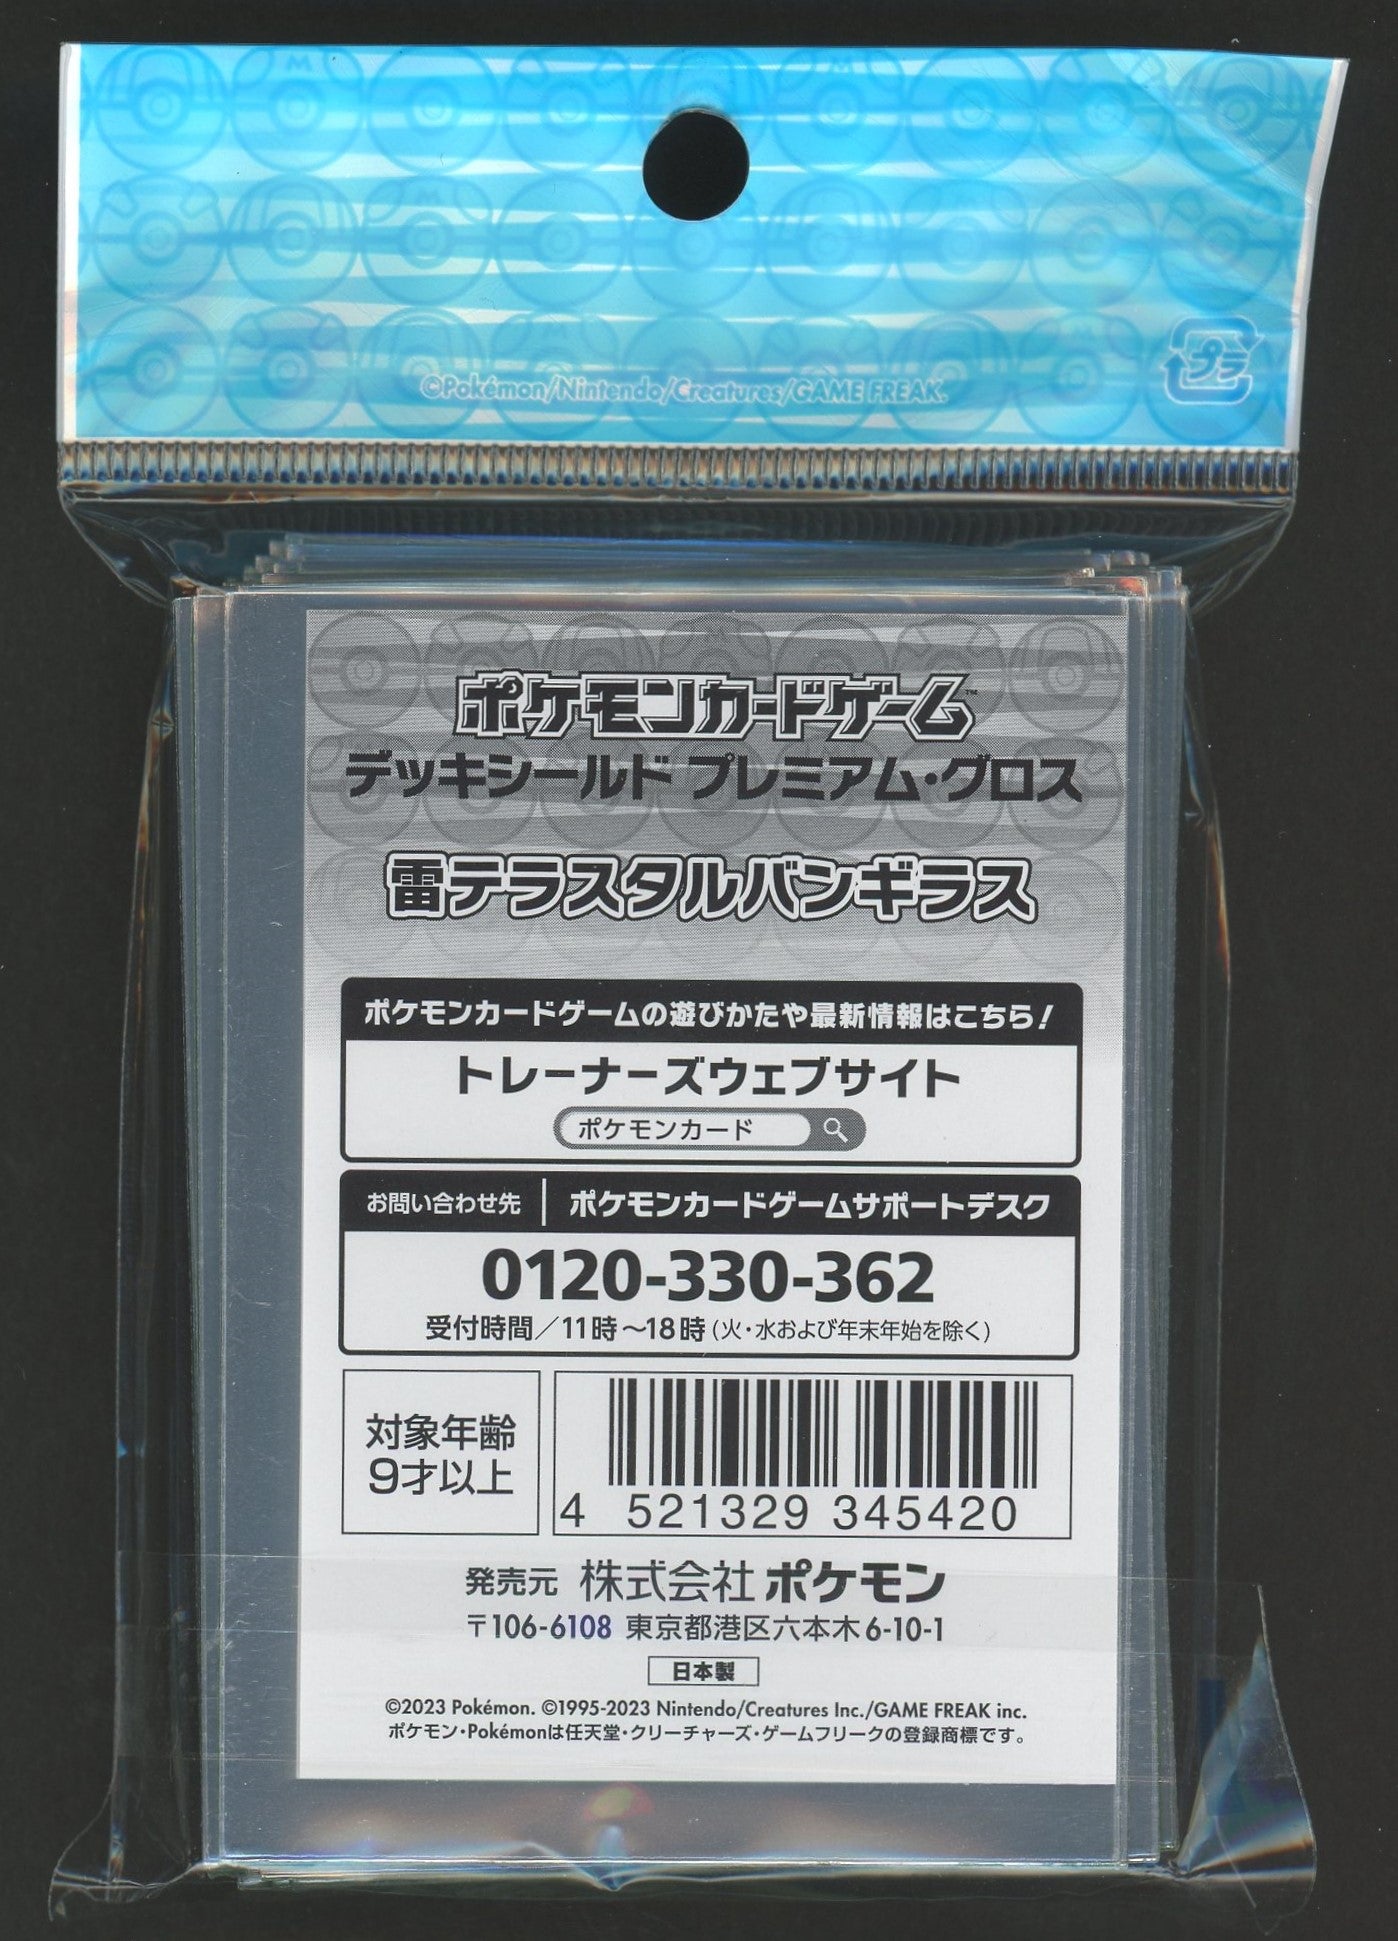 ©Pokémon/Nintendo/Creatures/GAME FREAK.
プラ
ポケモンカードゲーム™
デッキシールド プレミアム・グロス
雷テラスタルバンギラス
ポケモンカードゲームの遊びかたや最新情報はこちら!
トレーナーズウェブサイト
ポケモンカード
お問い合わせ先 | ポケモンカードゲームサポートデスク
0120-330-362
受付時間/11時～18時(火・水および年末年始を除く)
対象年齢
9才以上
4 521329 345420
発売元 株式会社ポケモン
〒106-6108 東京都港区六本木6-10-1
日本製
©2023 Pokémon. ©1995-2023 Nintendo/Creatures Inc./GAME FREAK inc.
ポケモン・Pokémonは任天堂・クリーチャーズ・ゲームフリークの登録商標です。